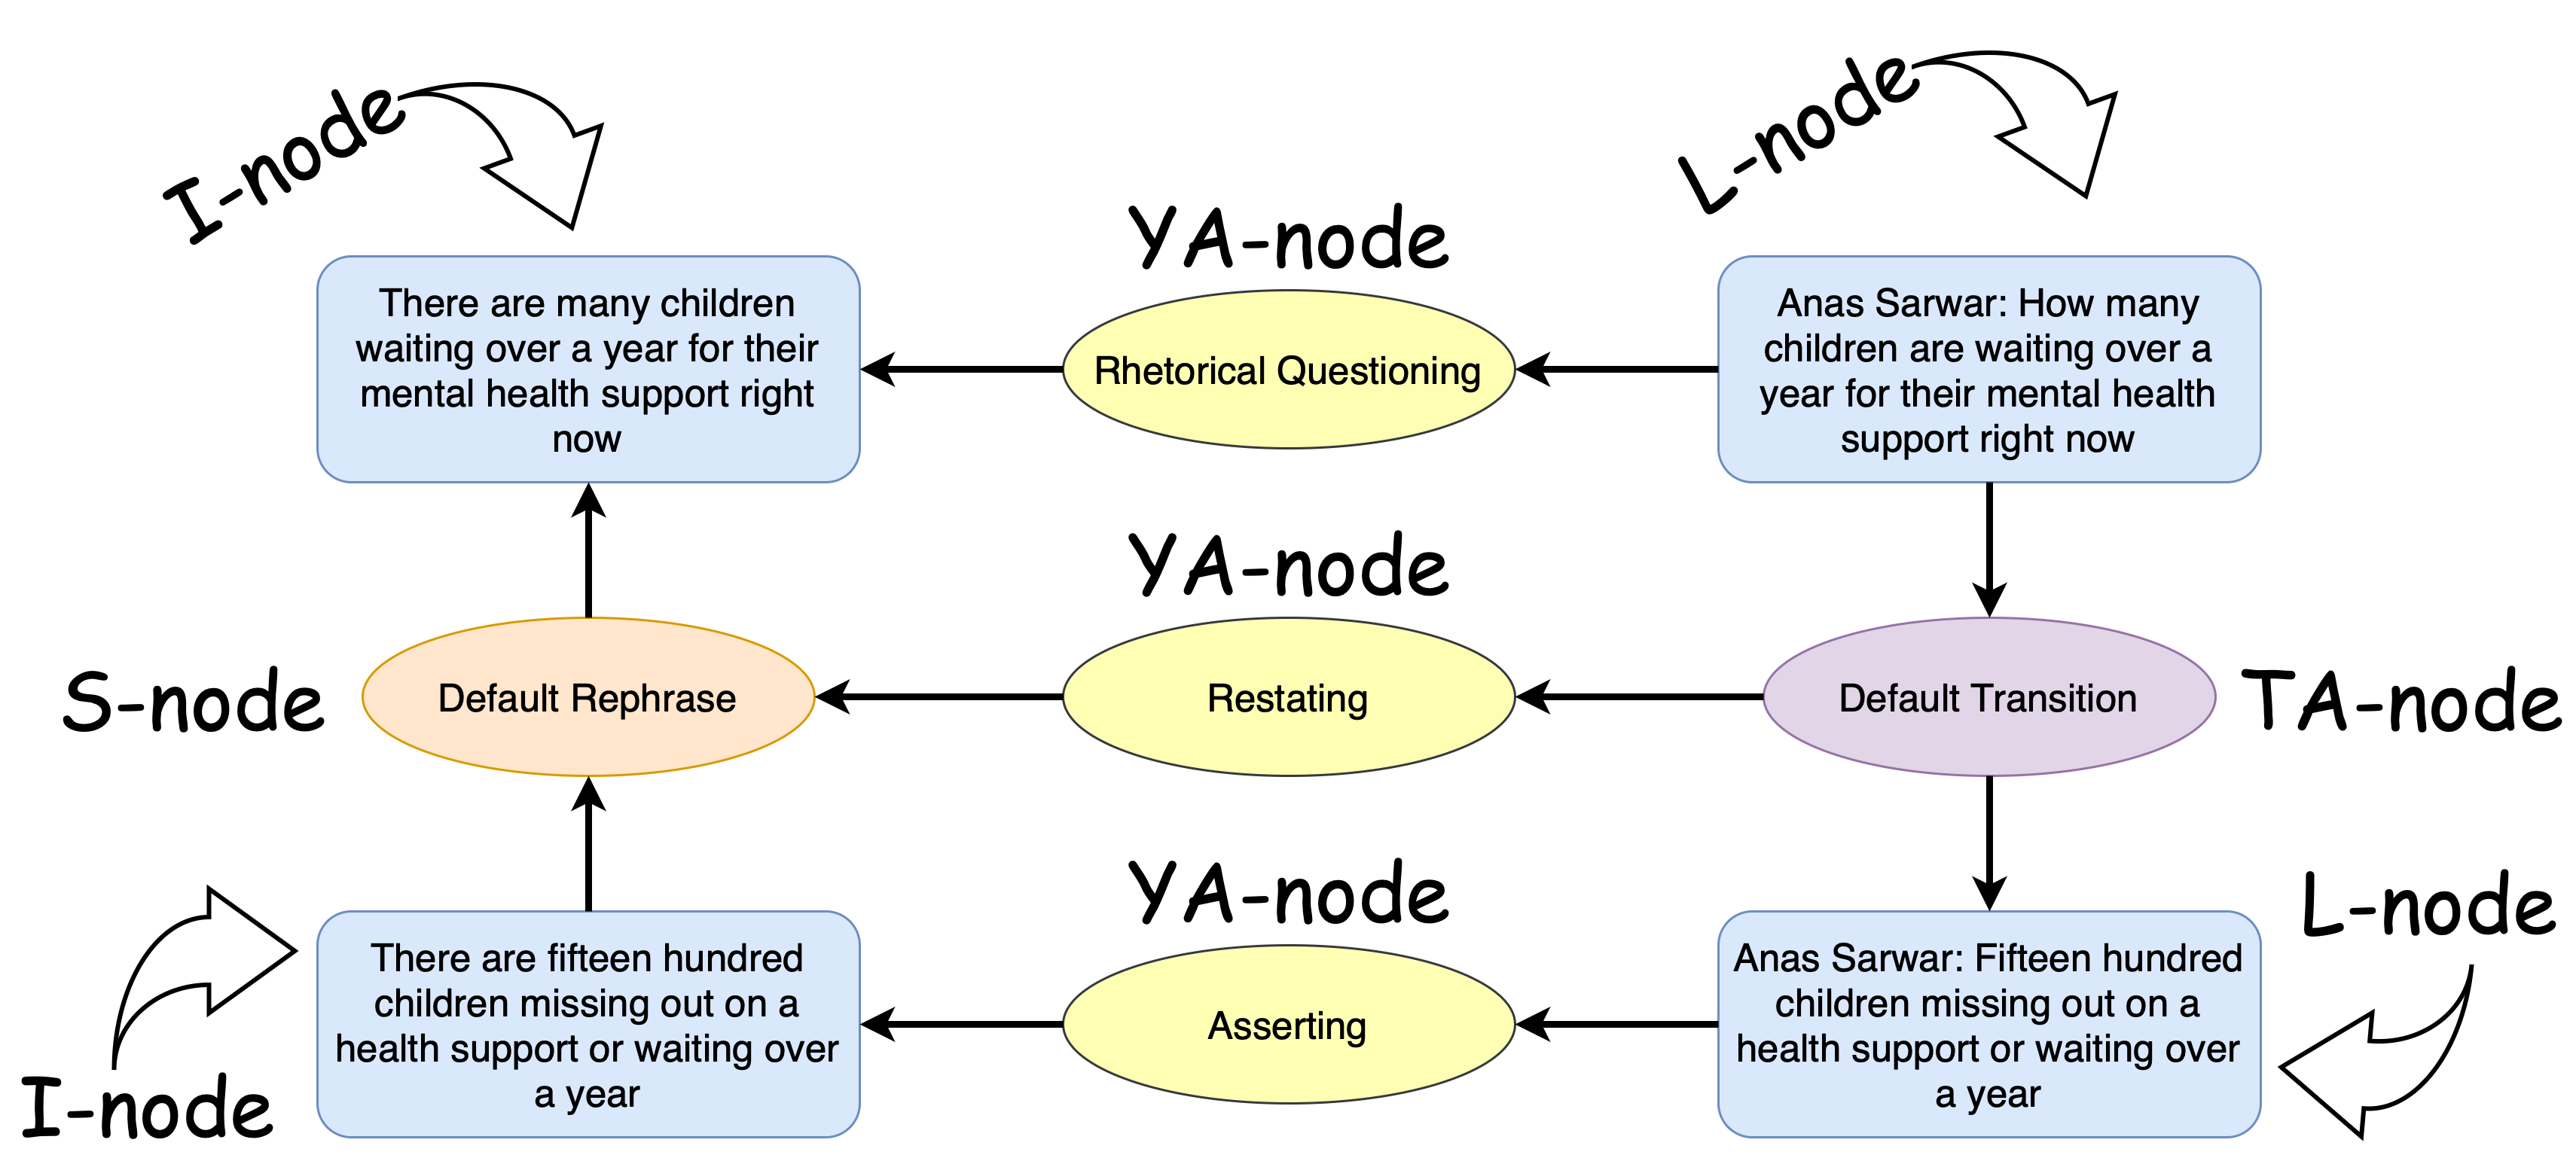 I-node
L-node
YA-node
There are many children
waiting over a year for their
mental health support right
now
Rhetorical Questioning
Anas Sarwar: How many
children are waiting over a
year for their mental health
support right now
YA-node
S-node
Default Rephrase
Restating
Default Transition
TA-node
YA-node
L-node
There are fifteen hundred
children missing out on a
health support or waiting over
a year
Asserting
Anas Sarwar: Fifteen hundred
children missing out on a
health support or waiting over
a year
I-node